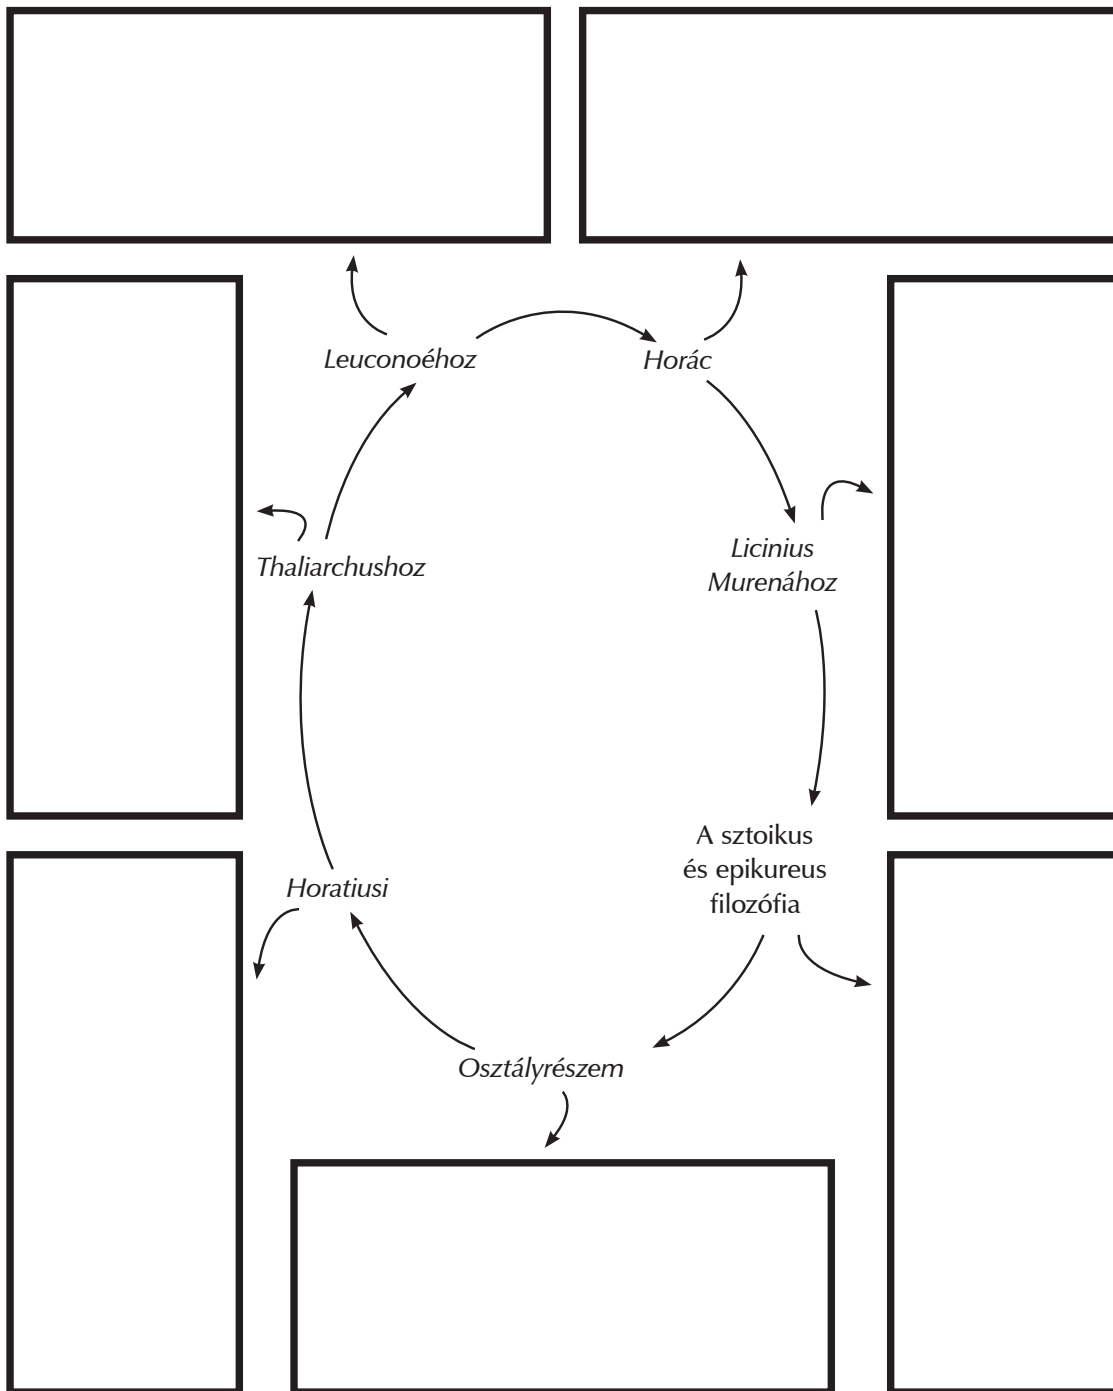 Leuconoéhoz
Horác
Thaliarchushoz
Licinius
Murenához
Horatiusi
A sztoikus
és epikureus
filozófia
Osztályrészem